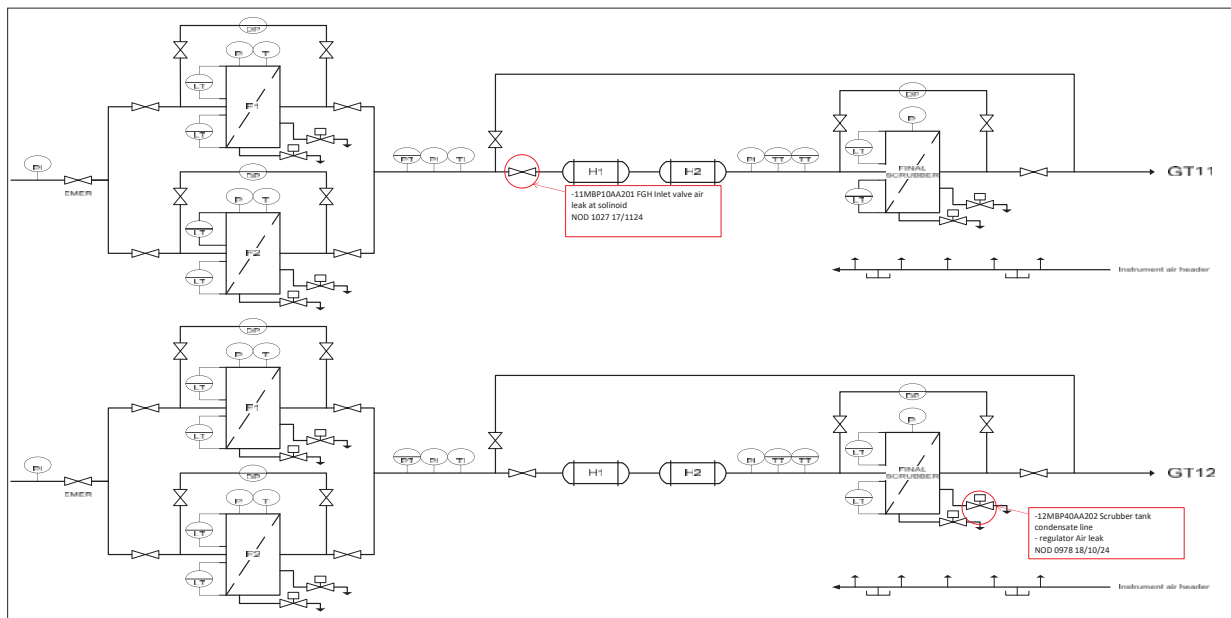 DP
P T
LT
F1
LT
PI
EMER
DP
P T
LT
F2
LT
PT PI TI
H1 H2
PI TT TT
DP
P
LT
FINAL
SCRUBBER
LT
GT11
-11MBP10AA201 FGH Inlet valve air
leak at solinoid
NOD 1027 17/1124
Instrument air header
DP
P T
LT
F1
LT
PI
EMER
DP
P T
LT
F2
LT
PT PI TI
H1 H2
PI TT TT
DP
P
LT
FINAL
SCRUBBER
LT
GT12
-12MBP40AA202 Scrubber tank
condensate line
- regulator Air leak
NOD 0978 18/10/24
Instrument air header